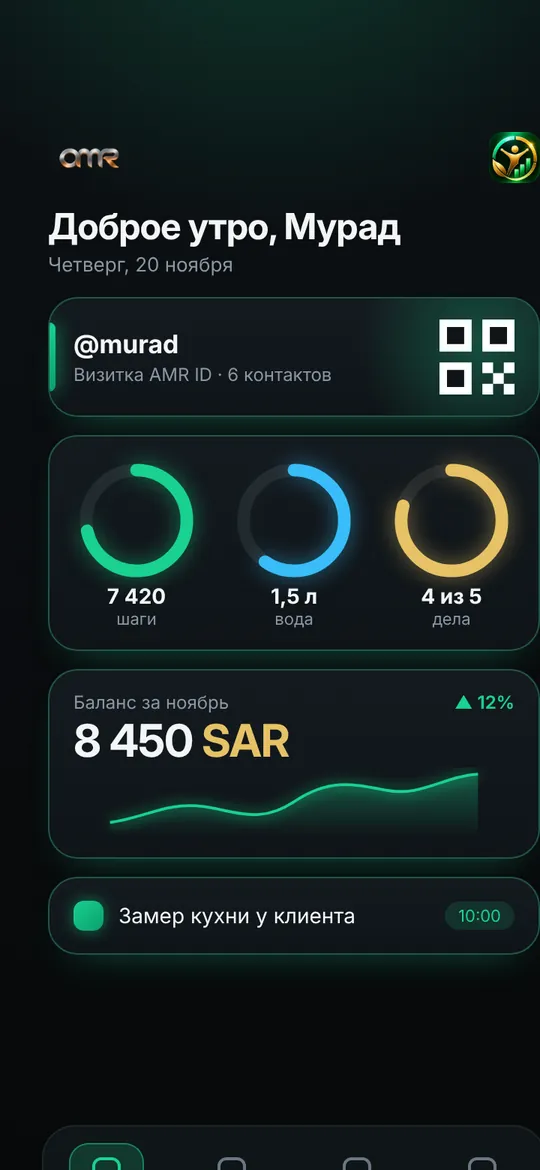 amr
Доброе утро, Мурад
Четверг, 20 ноября
@murad
Визитка AMR ID · 6 контактов
7 420
шаги
1,5 л
вода
4 из 5
дела
Баланс за ноябрь
▲ 12%
8 450 SAR
Замер кухни у клиента
10:00